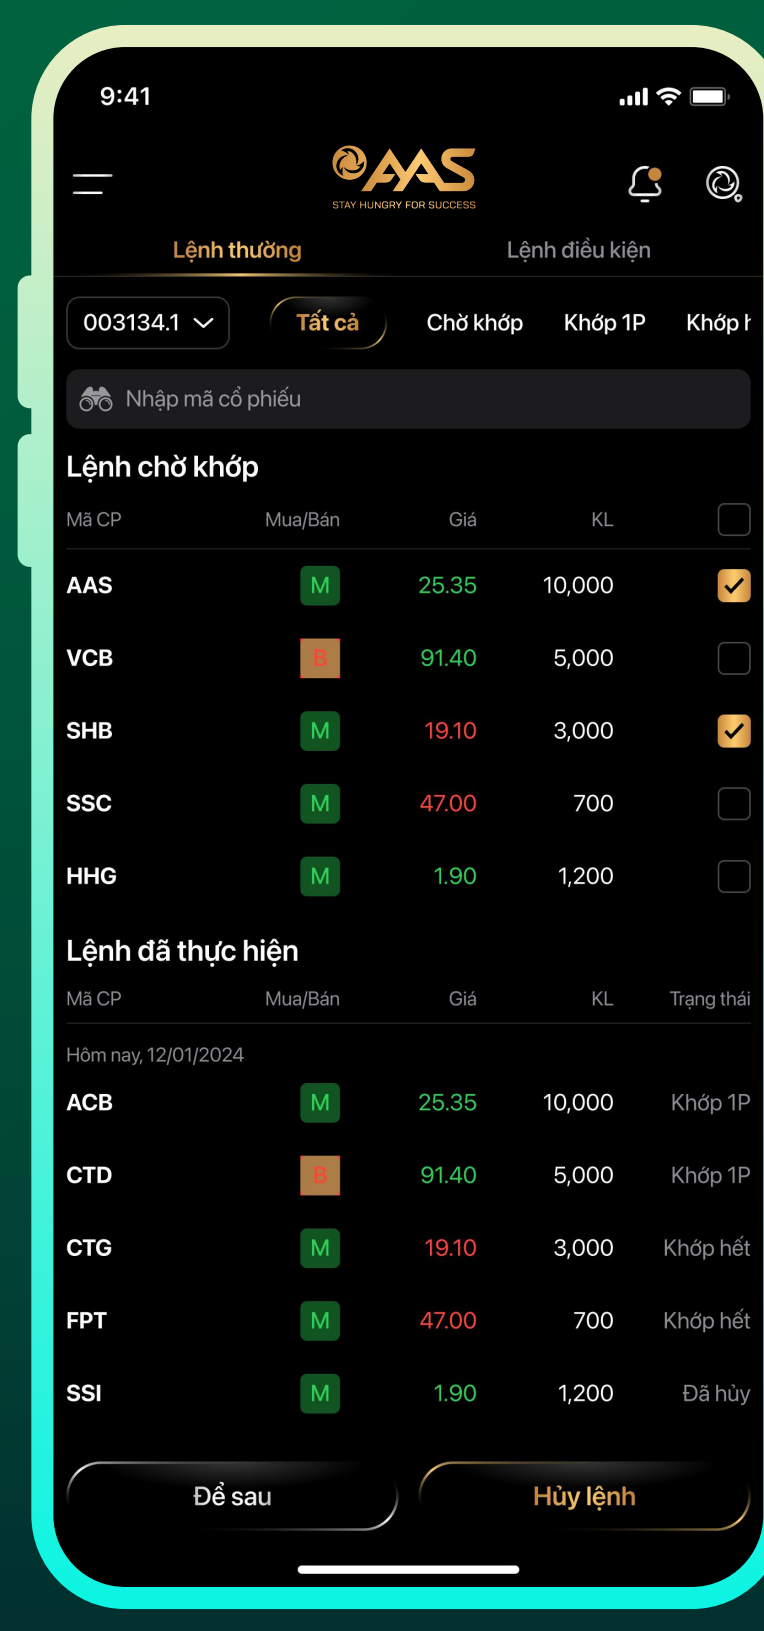 9:41
AAS
STAY HUNGRY FOR SUCCESS
Lệnh thường Lệnh điều kiện
003134.1 Tất cả Chờ khớp Khớp 1P Khớp
Nhập mã cổ phiếu
Lệnh chờ khớp
Mã CP Mua/Bán Giá KL
AAS M 25.35 10,000
VCB B 91.40 5,000
SHB M 19.10 3,000
SSC M 47.00 700
HHG M 1.90 1,200
Lệnh đã thực hiện
Mã CP Mua/Bán Giá KL Trạng thái
Hôm nay, 12/01/2024
ACB M 25.35 10,000 Khớp 1P
CTD B 91.40 5,000 Khớp 1P
CTG M 19.10 3,000 Khớp hết
FPT M 47.00 700 Khớp hết
SSI M 1.90 1,200 Đã hủy
Để sau Hủy lệnh